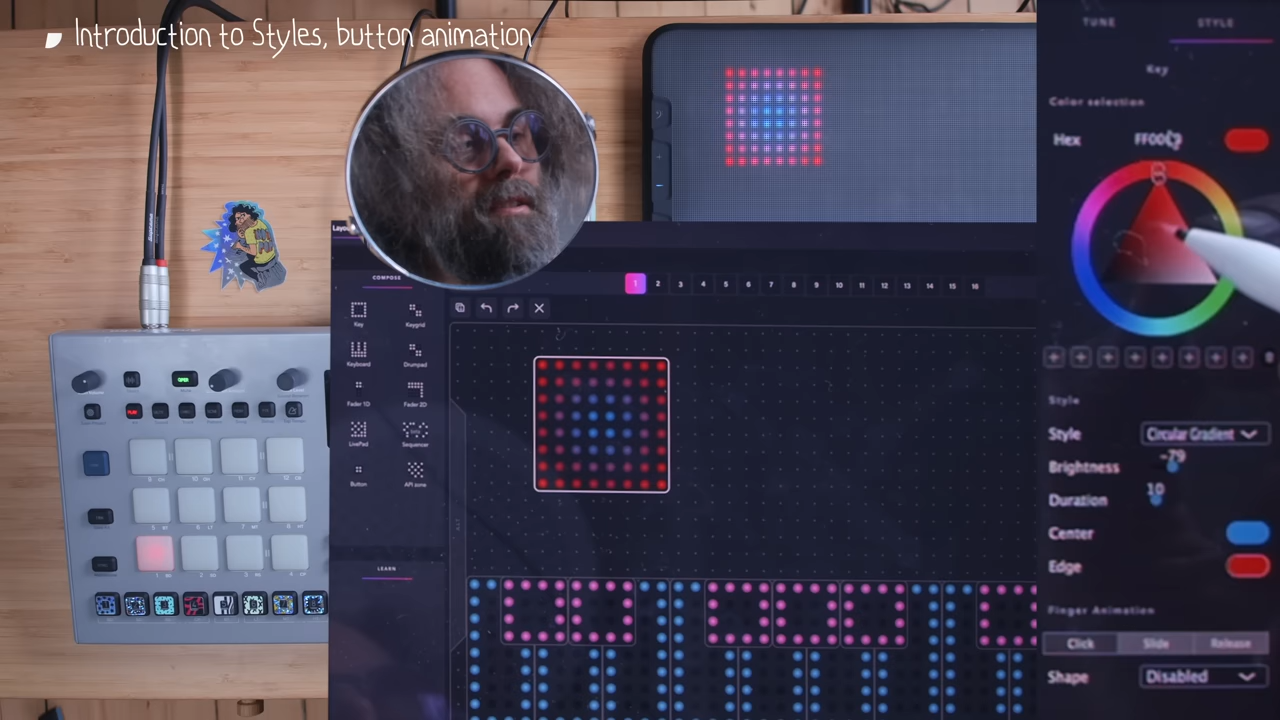 Introduction to Styles, button animation
TUNE
STYLE
Key
Color selection
Hex
Style
Style
Circular Gradient
Brightness
~79
Duration
10
Center
Edge
Finger Animation
Click
Slide
Release
Shape
Disabled
COMPOSE
1 2 3 4 5 6 7 8 9 10 11 12 13 14 15 16
Key
Keygrid
Keyboard
Drumpad
Fader 1D
Fader 2D
LivePad
Sequencer
Button
API zone
LEARN
OPEN